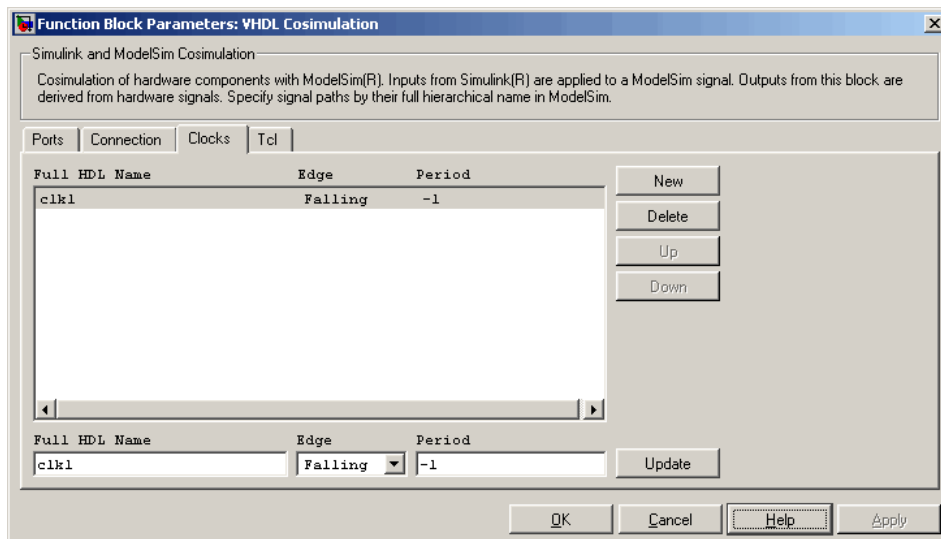 Function Block Parameters: VHDL Cosimulation
Simulink and ModelSim Cosimulation
Cosimulation of hardware components with ModelSim(R). Inputs from Simulink(R) are applied to a ModelSim signal. Outputs from this block are
derived from hardware signals. Specify signal paths by their full hierarchical name in ModelSim.
Ports Connection Clocks Tcl
Full HDL Name Edge Period
clk1 Falling -1
New
Delete
Up
Down
Full HDL Name Edge Period
clk1 Falling -1 Update
OK Cancel Help Apply